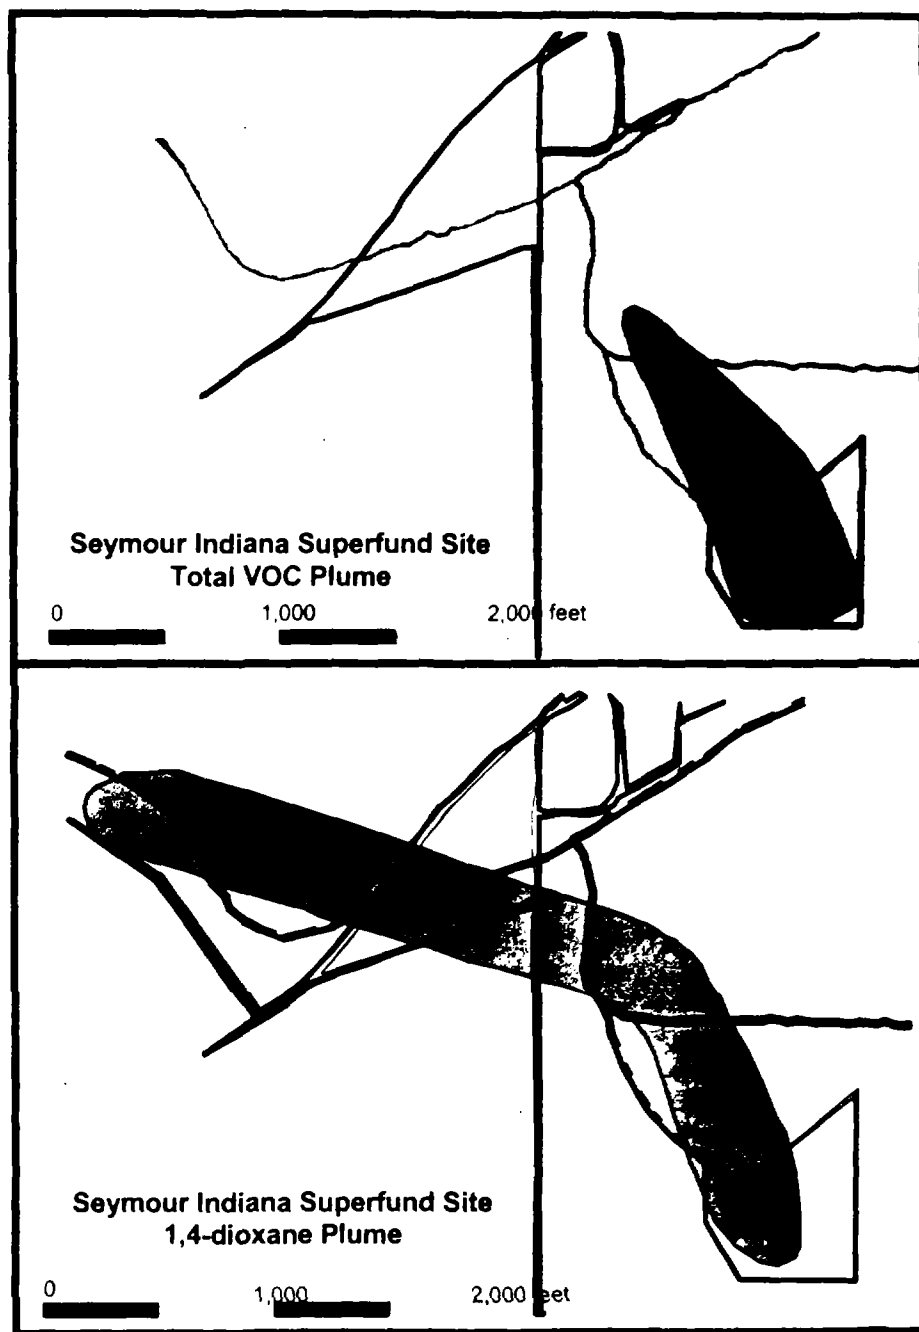 Seymour Indiana Superfund Site
Total VOC Plume
0 1,000 2,000 feet
Seymour Indiana Superfund Site
1,4-dioxane Plume
0 1,000 2,000 feet